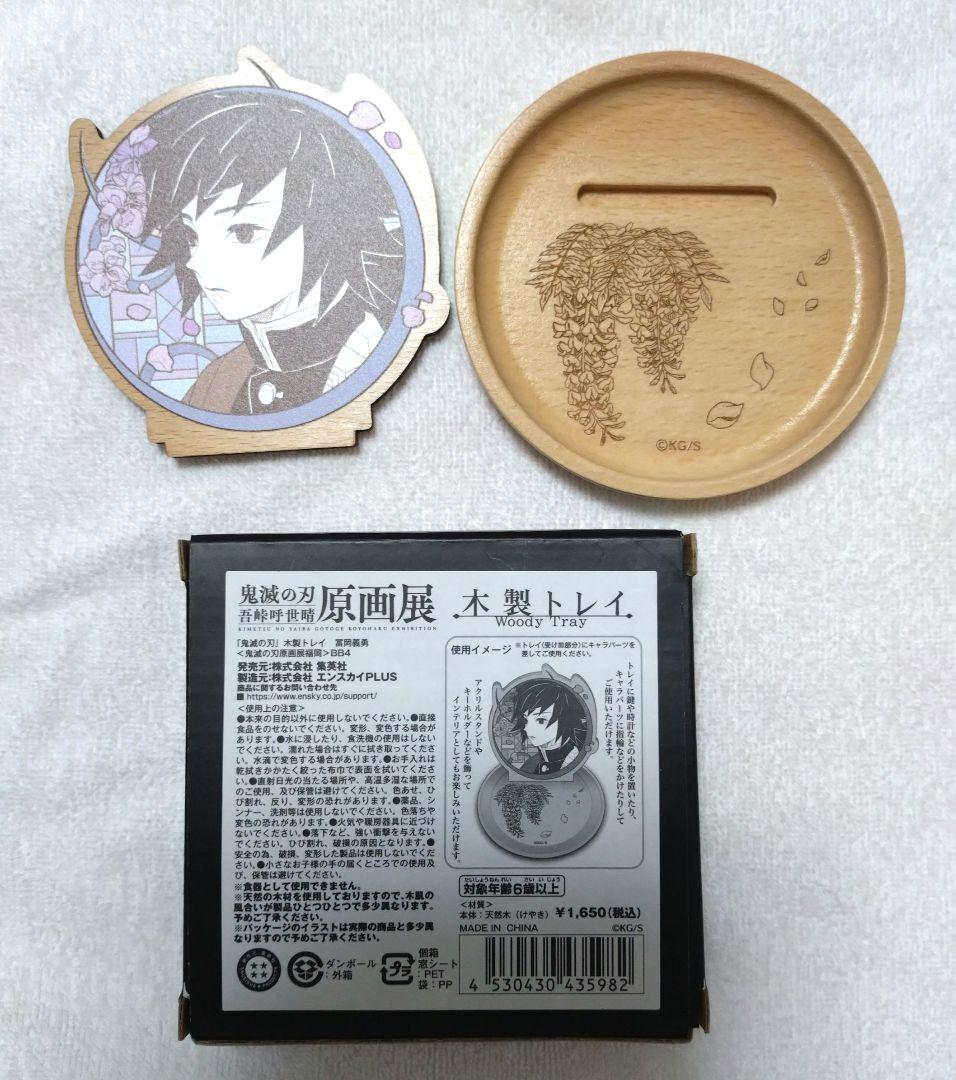 ©KG/S
鬼滅の刃
吾峠呼世晴
原画展
KIMETSU NO YAIBA GOTOGE KOYOHARU EXHIBITION
木製トレイ
Woody Tray
「鬼滅の刃」木製トレイ 冨岡義勇
<鬼滅の刃原画展福岡>BB4
発売元:株式会社 集英社
製造元:株式会社 エンスカイPLUS
商品に関するお問い合わせ先
■ https://www.ensky.co.jp/support/
<使用上の注意>
●本来の目的以外に使用しないでください。●直接
食品をのせないでください。変形、変色する場合が
あります。●水に浸したり、食洗機の使用はしない
でください。濡れた場合はすぐに拭き取ってくださ
い。水滴で変色する場合があります。●お手入れは
乾拭きかかたく絞った布巾で表面を拭いてくださ
い。●直射日光の当たる場所や、高温多湿な場所で
のご使用、及び保管は避けてください。色あせ、ひ
び割れ、反り、変形の恐れがあります。●薬品、シ
ンナー、洗剤等は使用しないでください。色落ちや
変色の恐れがあります。●火気や暖房器具に近づけ
ないでください。●落下など、強い衝撃を与えない
でください。ひび割れ、破損の原因となります。●
安全の為、破損、変形した製品は使用しないでくだ
さい。●小さなお子様の手の届くところでの使用及
び、保管は避けてください。
※食器として使用できません。
※天然の木材を使用しておりますので、木肌の
風合いが製品ひとつひとつで多少異なります。
予めご了承ください。
※パッケージのイラストは実際の商品と多少異
なりますので予めご了承ください。
使用イメージ
※トレイ(受け皿部分)にキャラパーツを
差してご使用ください。
トレイに鍵や時計などの小物を置いたり、
キャラパーツに指輪などをかけたりして
ご使用いただけます。
アクリルスタンドや
キーホルダーなどを飾って
インテリアとしてもお楽しみいただけます。
たいしょうねんれい さい いじょう
対象年齢6歳以上
<材質>
本体:天然木(けやき)
¥1,650(税込)
MADE IN CHINA
©KG/S
ダンボール
:外箱
プラ
個箱
窓シート
:PET
袋:PP
4 530430 435982